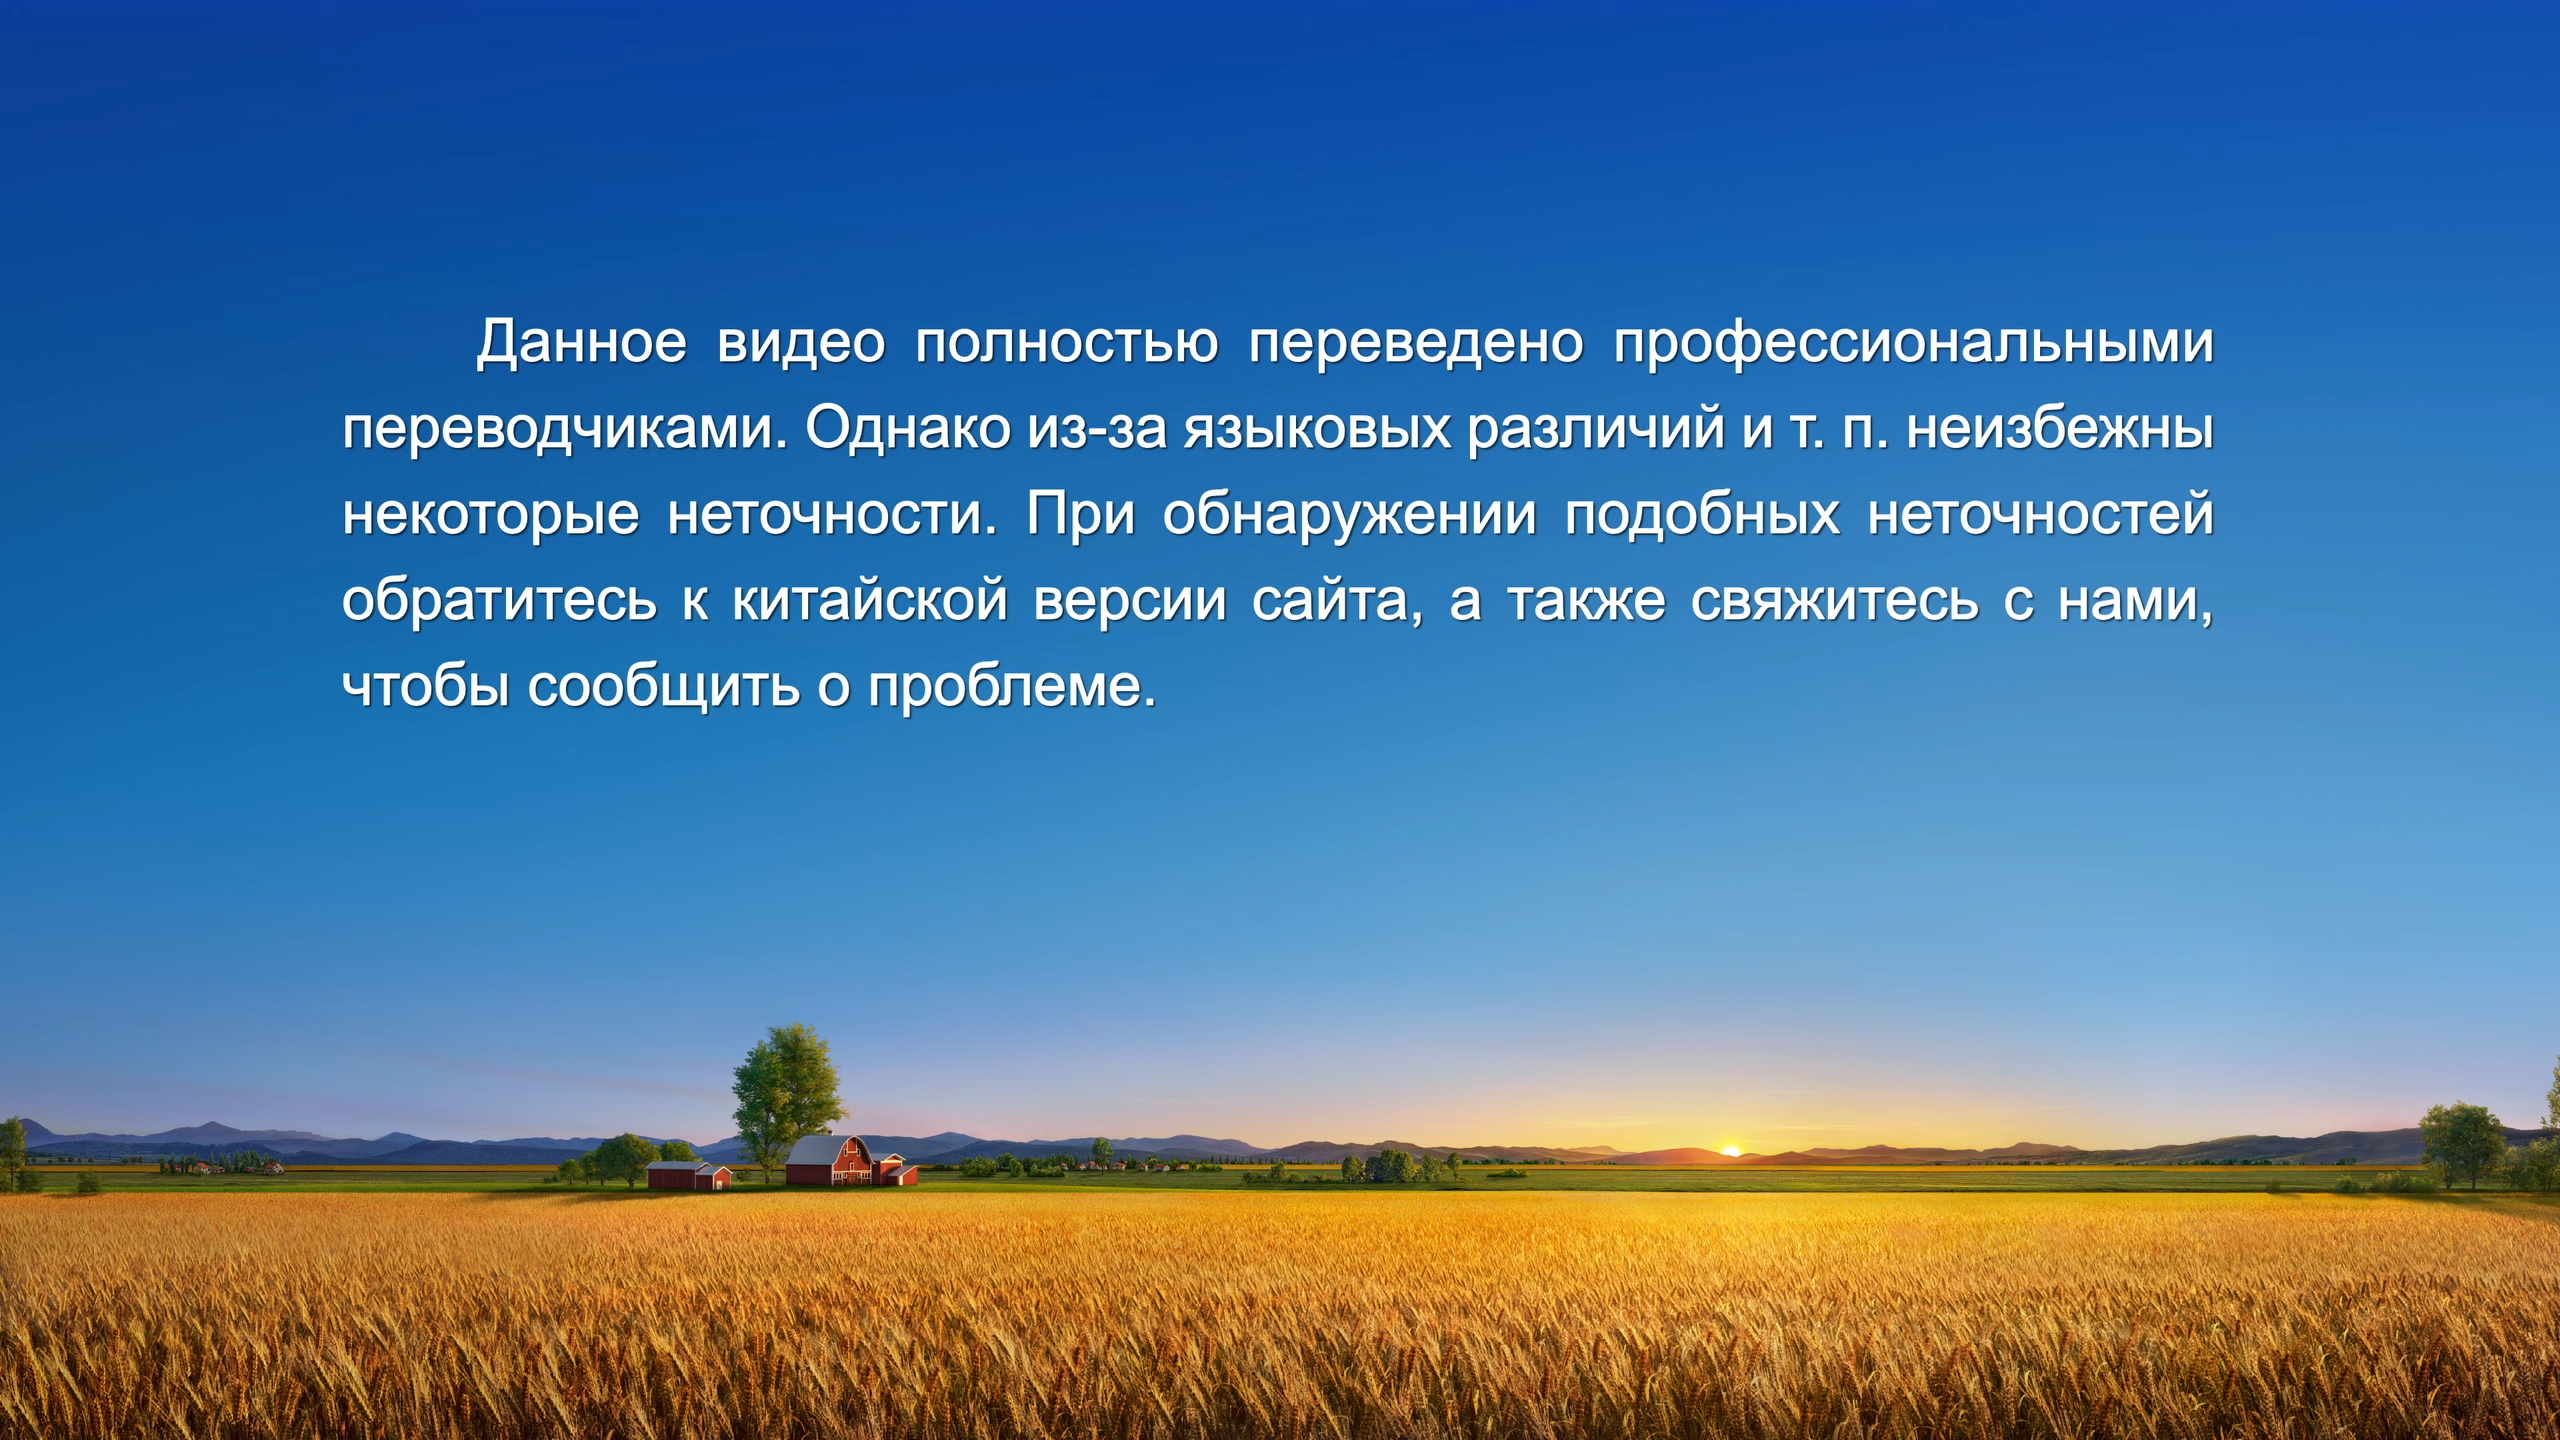 Данное видео полностью переведено профессиональными
переводчиками. Однако из-за языковых различий и т. п. неизбежны
некоторые неточности. При обнаружении подобных неточностей
обратитесь к китайской версии сайта, а также свяжитесь с нами,
чтобы сообщить о проблеме.